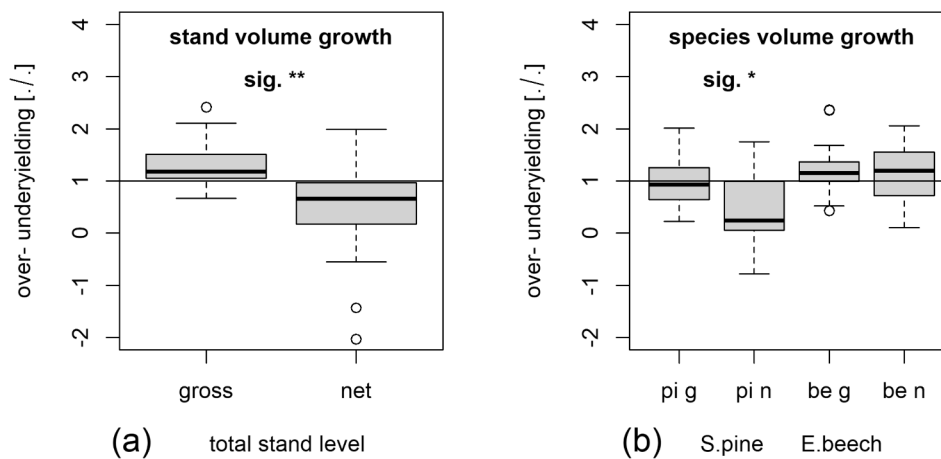 stand volume growth
sig. **
over- underyielding [./.]
4
3
2
1
0
-1
-2
gross net
(a) total stand level
species volume growth
sig. *
over- underyielding [./.]
4
3
2
1
0
-1
-2
pi g pi n be g be n
(b) S.pine E.beech